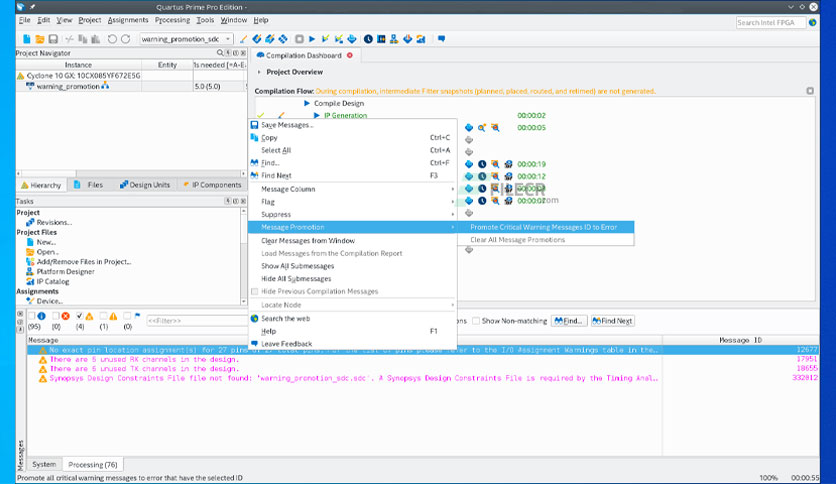 Quartus Prime Pro Edition -
File Edit View Project Assignments Processing Tools Window Help
Search Intel FPGA
warning_promotion_sdc
Project Navigator
Compilation Dashboard
Instance Entity
Cyclone 10 GX: 10CX085YF672E5G
warning_promotion 5.0 (5.0)
Project Overview
Compilation Flow: During compilation, intermediate Fitter snapshots (planned, placed, routed, and retimed) are not generated.
Compile Design
IP Generation 00:00:02
00:00:05
00:00:19
00:00:12
FILECR
.com
Hierarchy Files Design Units IP Components
Tasks
Project
Revisions...
Project Files
New...
Open...
Add/Remove Files in Project...
Platform Designer
IP Catalog
Assignments
Device...
Save Messages...
Copy Ctrl+C
Select All Ctrl+A
Find... Ctrl+F
Find Next F3
Message Column
Flag
Suppress
Message Promotion
Promote Critical Warning Messages ID to Error
Clear All Message Promotions
Clear Messages from Window
Load Messages from the Compilation Report
Show All Submessages
Hide All Submessages
Hide Previous Compilation Messages
Locate Node
Search the web
Help F1
Leave Feedback
(95) (0) (4) (1) (0)
<<Filter>>
Show Non-matching Find... Find Next
Message Message ID
No exact pin location assignment(s) for 27 pins of 27 total pins. For the list of pins please refer to the I/O Assignment Warnings table in the... 12677
There are 5 unused RX channels in the design. 17951
There are 6 unused TX channels in the design. 18655
Synopsys Design Constraints File file not found: 'warning_promotion_sdc.sdc'. A Synopsys Design Constraints File is required by the Timing Anal... 332012
Messages
System Processing (76)
Promote all critical warning messages to error that have the selected ID 100% 00:00:55